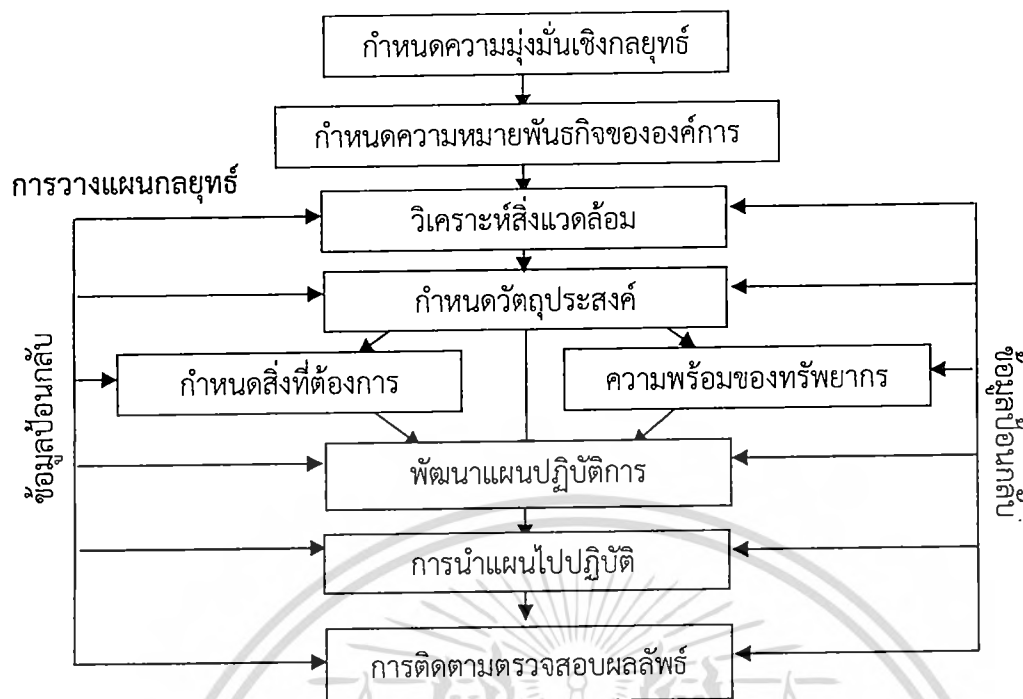 กำหนดความมุ่งมั่นเชิงกลยุทธ์
กำหนดความหมายพันธกิจขององค์การ
การวางแผนกลยุทธ์
วิเคราะห์สิ่งแวดล้อม
กำหนดวัตถุประสงค์
กำหนดสิ่งที่ต้องการ
ความพร้อมของทรัพยากร
ข้อมูลป้อนกลับ
ข้อมูลป้อนกลับ
พัฒนาแผนปฏิบัติการ
การนำแผนไปปฏิบัติ
การติดตามตรวจสอบผลลัพธ์